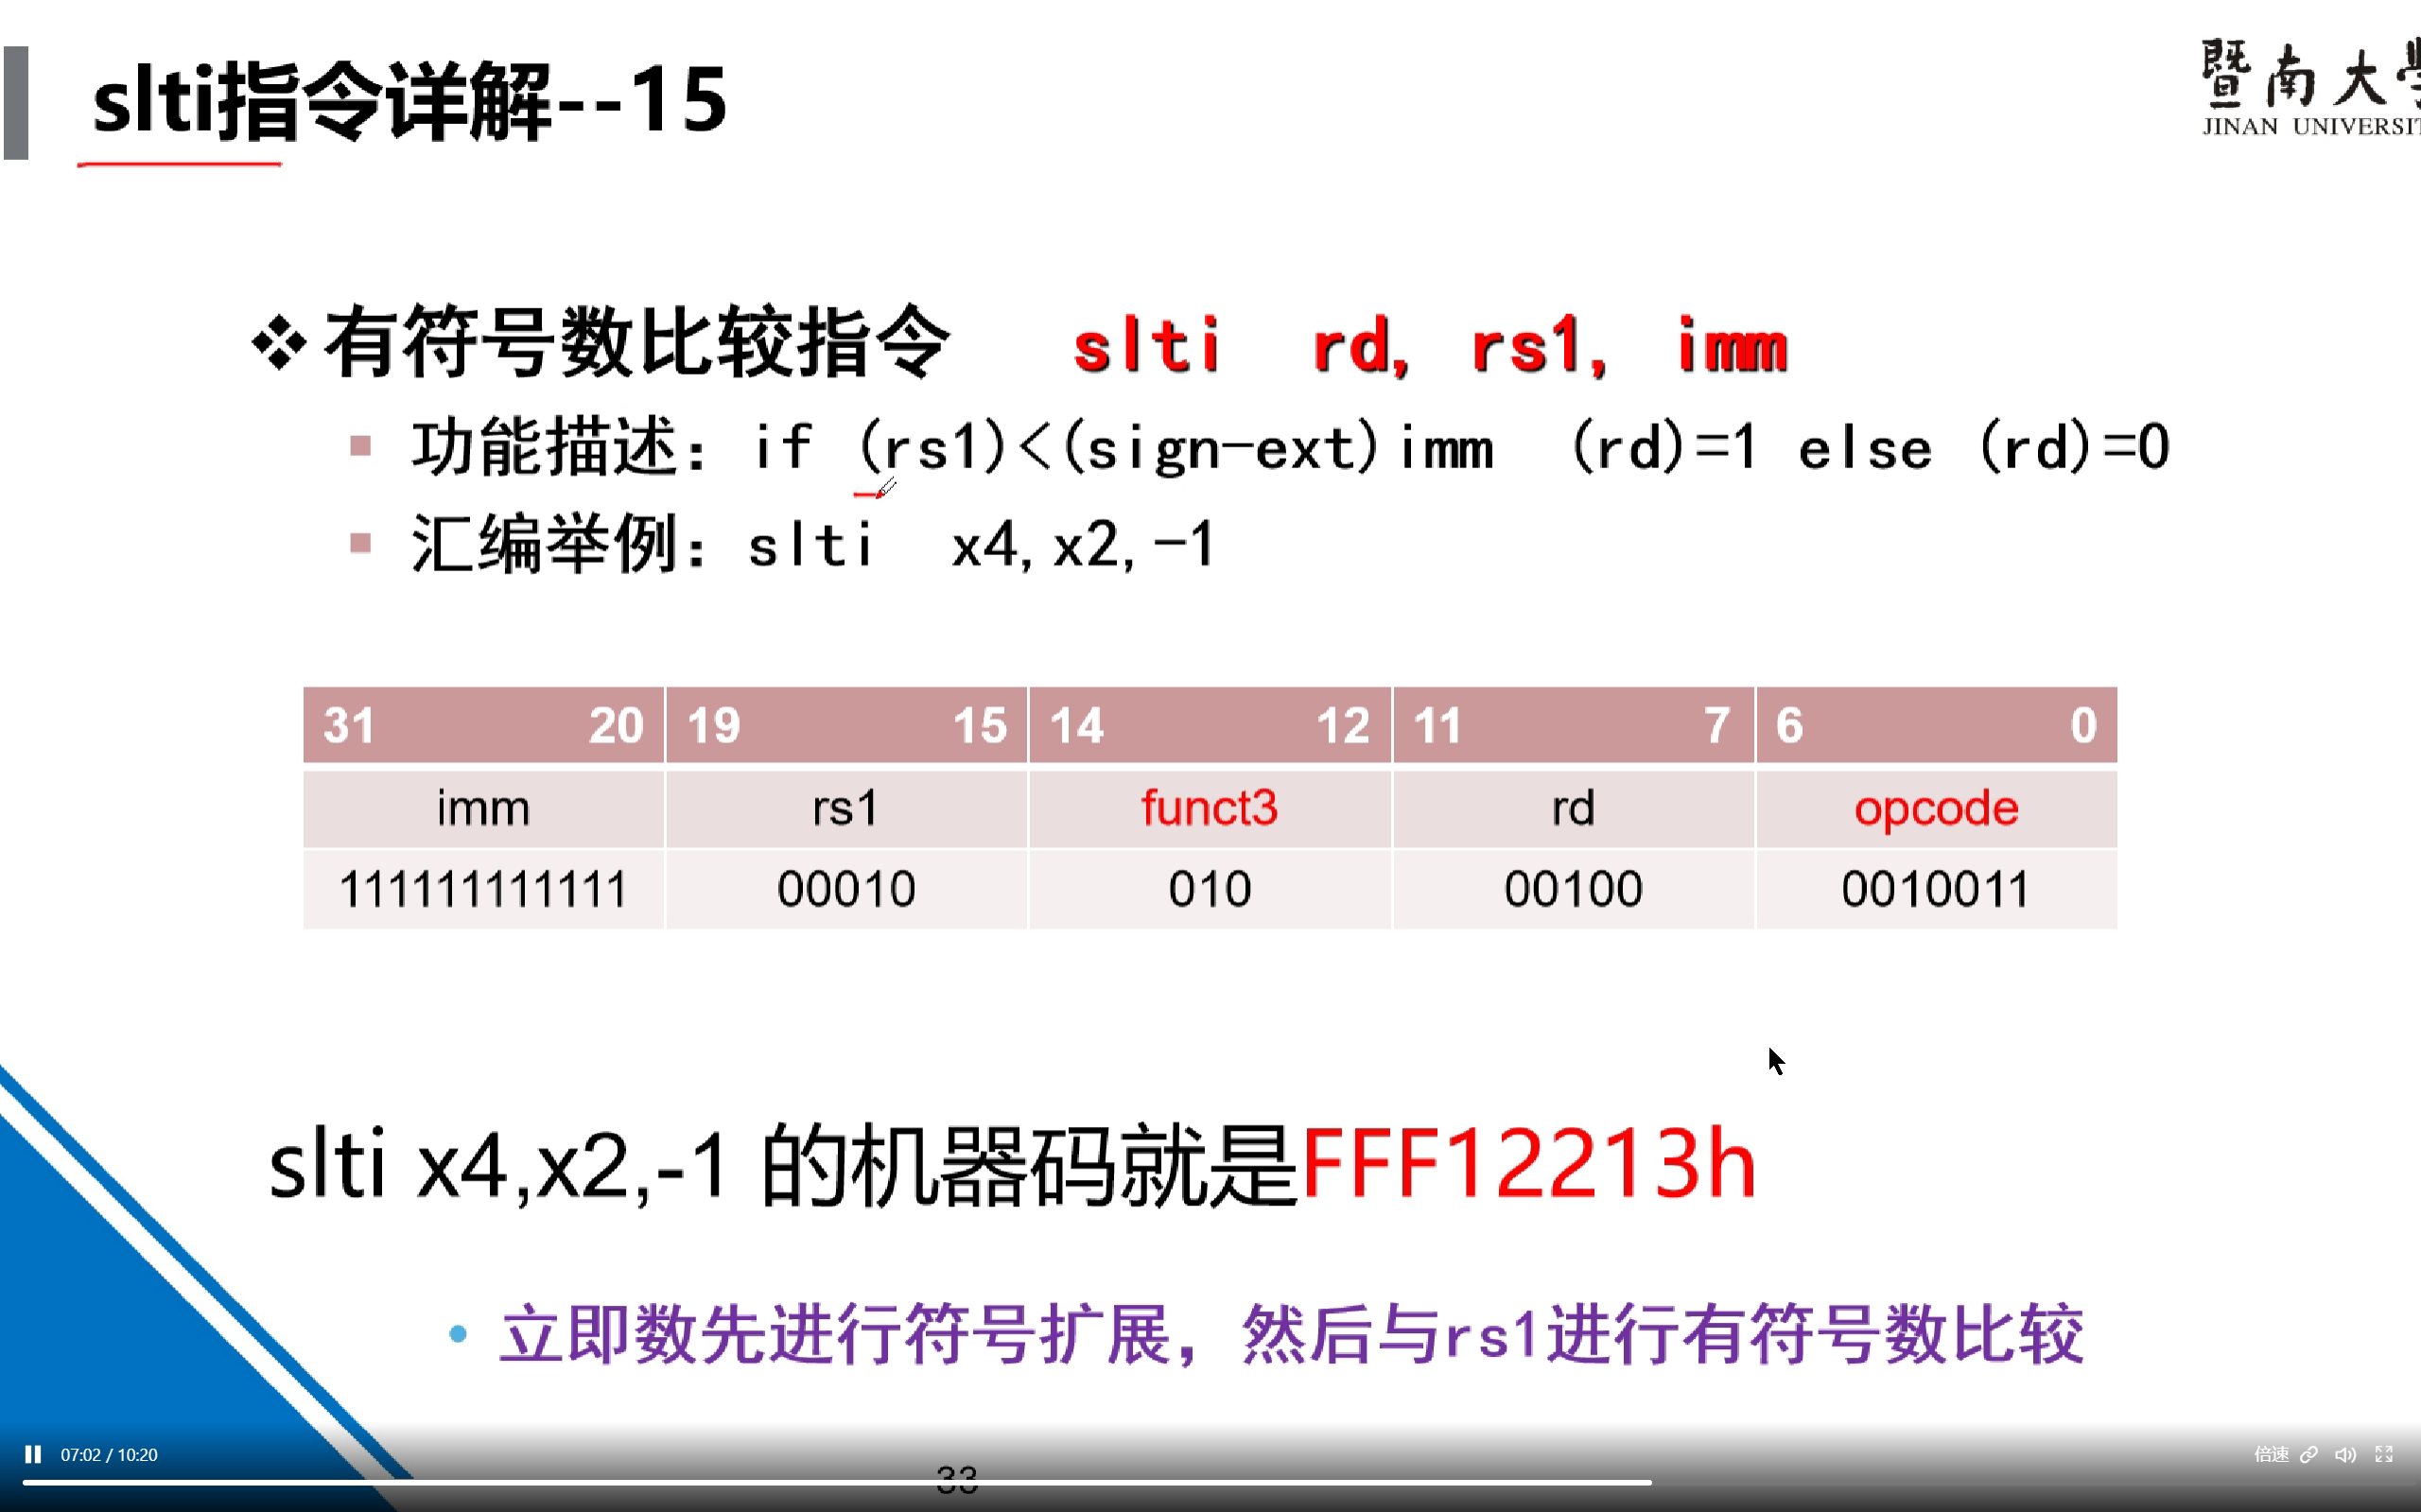 slti指令详解--15
暨南大學
JINAN UNIVERSIT
❖有符号数比较指令 slti rd, rs1, imm
▪ 功能描述：if (rs1)<(sign-ext)imm (rd)=1 else (rd)=0
▪ 汇编举例：slti x4,x2,-1
31 20 19 15 14 12 11 7 6 0
imm rs1 funct3 rd opcode
111111111111 00010 010 00100 0010011
slti x4,x2,-1 的机器码就是FFF12213h
• 立即数先进行符号扩展，然后与rs1进行有符号数比较
07:02 / 10:20 倍速
33